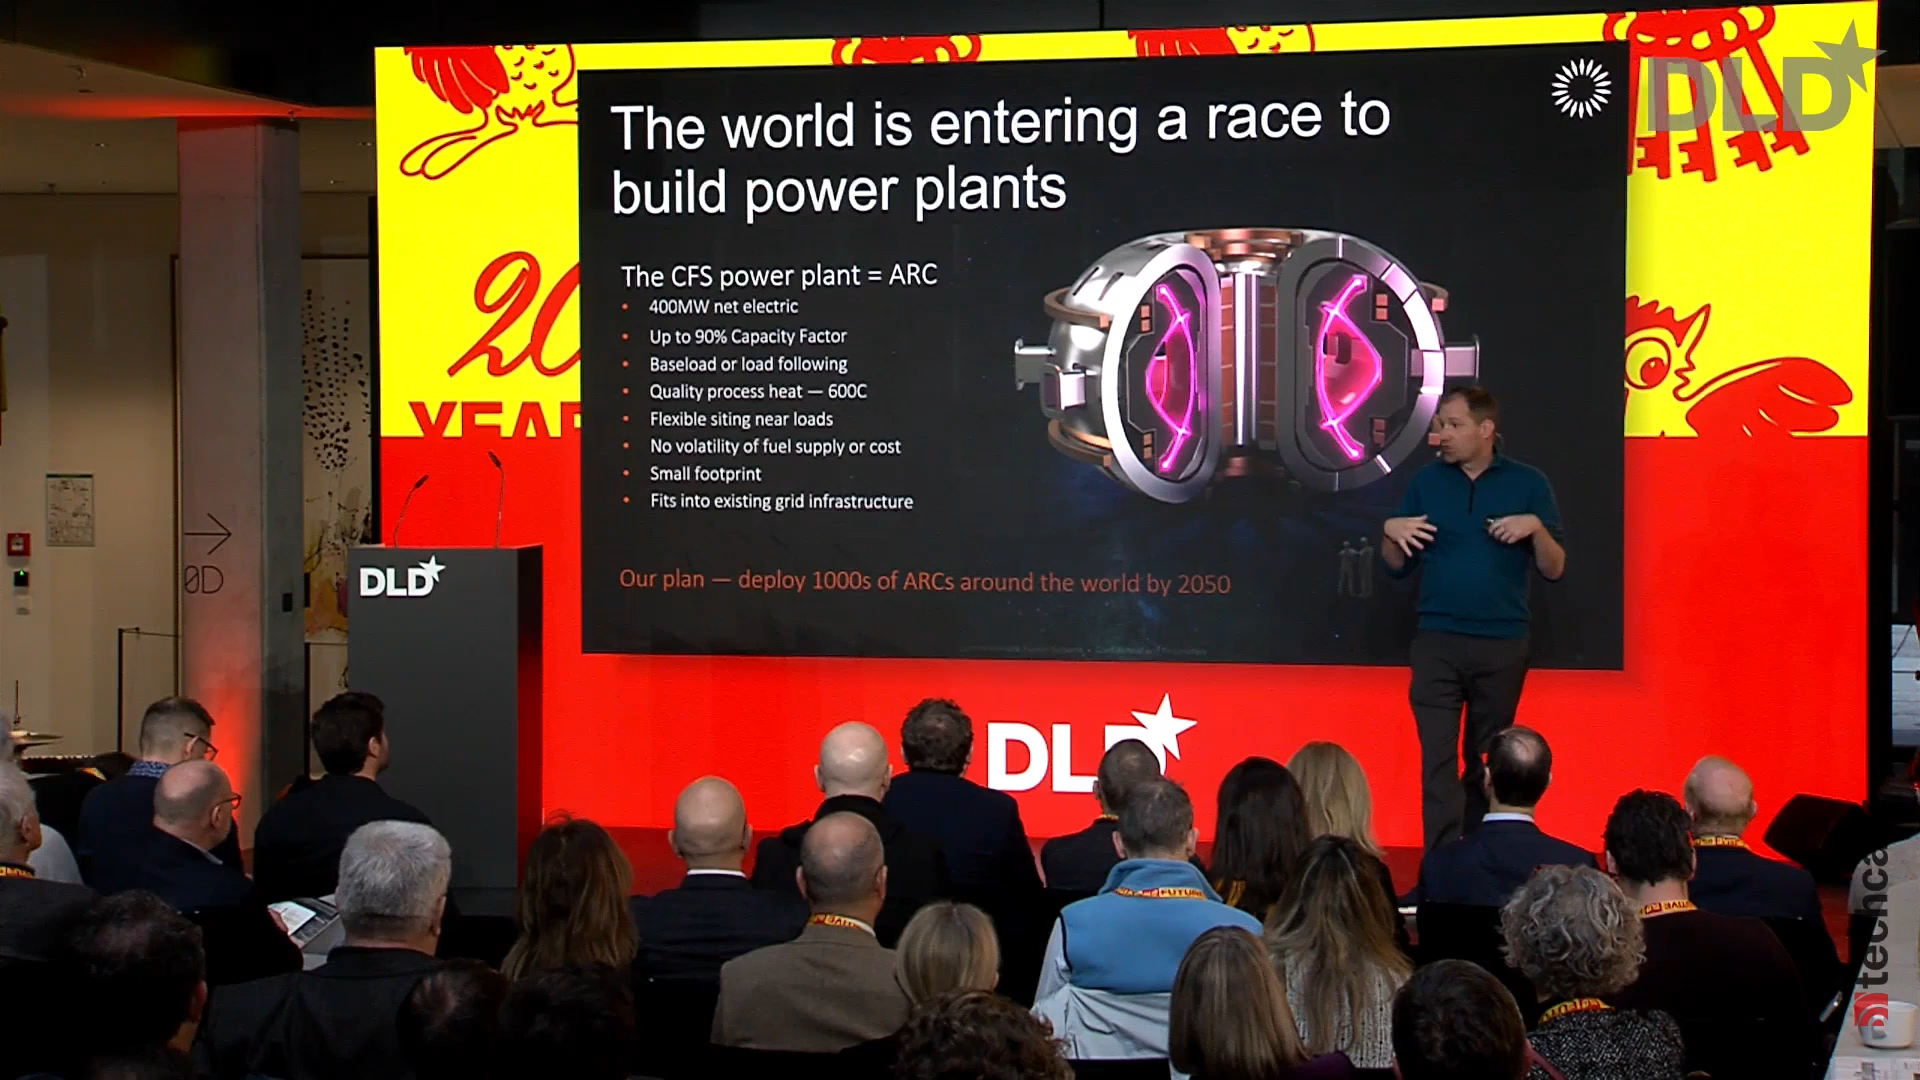 DLD
The world is entering a race to
build power plants
The CFS power plant = ARC
• 400MW net electric
• Up to 90% Capacity Factor
• Baseload or load following
• Quality process heat — 600C
• Flexible siting near loads
• No volatility of fuel supply or cost
• Small footprint
• Fits into existing grid infrastructure
Our plan — deploy 1000s of ARCs around the world by 2050
20
YEAR
0D
DLD
DLD
FUTURE
techca